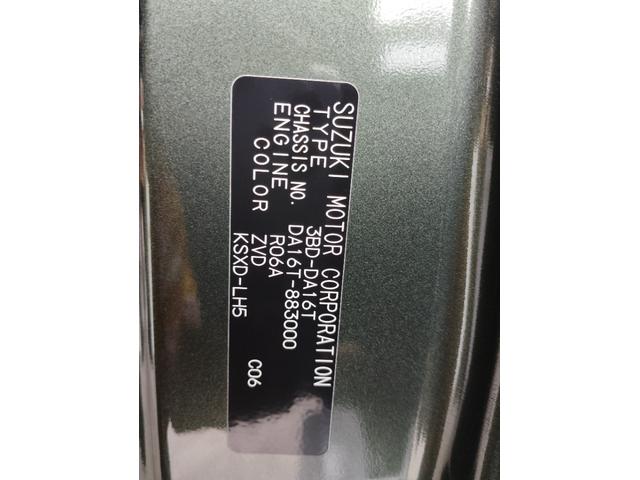 SUZUKI MOTOR CORPORATION
TYPE 3BD-DA16T
CHASSIS NO. DA16T-883000
ENGINE R06A
COLOR ZVD
KSXD-LH5 C06